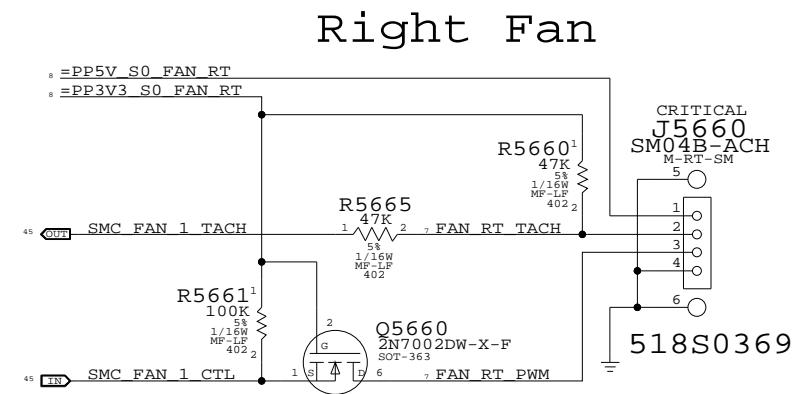 Right Fan
8 =PP5V_S0_FAN_RT
8 =PP3V3_S0_FAN_RT
CRITICAL
J5660
SM04B-ACH
M-RT-SM
5
R5660 1
47K
5%
1/16W
MF-LF
402 2
1
2
3
4
6
518S0369
R5665
47K
1 2
5%
1/16W
MF-LF
402
45 OUT SMC_FAN_1_TACH
7 FAN_RT_TACH
R5661 1
100K
5%
1/16W
MF-LF
402 2
2
G
Q5660
2N7002DW-X-F
SOT-363
45 IN SMC_FAN_1_CTL
1 S D 6
7 FAN_RT_PWM